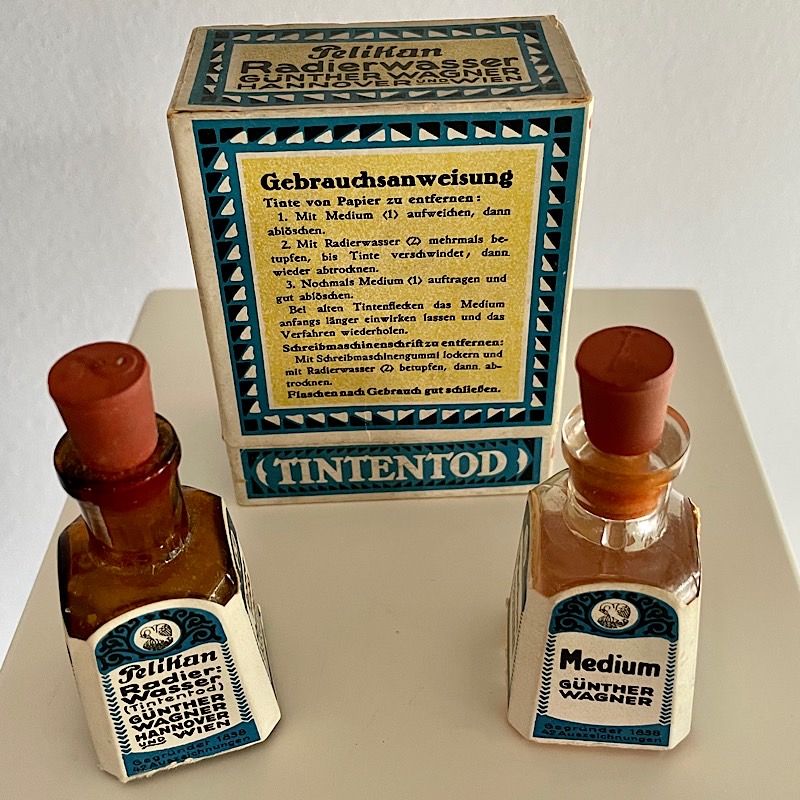 Pelikan
Radierwasser
GÜNTHER WAGNER
HANNOVER UND WIEN
Gebrauchsanweisung
Tinte von Papier zu entfernen:
1. Mit Medium (1) aufweichen, dann
ablöschen.
2. Mit Radierwasser (2) mehrmals be-
tupfen, bis Tinte verschwindet, dann
wieder abtrocknen.
3. Nochmals Medium (1) auftragen und
gut ablöschen.
Bei alten Tintenflecken das Medium
anfangs länger einwirken lassen und das
Verfahren wiederholen.
Schreibmaschinenschrift zu entfernen:
Mit Schreibmaschinengummi lockern und
mit Radierwasser (2) betupfen, dann ab-
trocknen.
Flaschen nach Gebrauch gut schließen.
(TINTENTOD)
Pelikan
Radier-
Wasser
(Tintentod)
GÜNTHER
WAGNER
HANNOVER
UND WIEN
Gegründet 1838
42 Auszeichnungen
Medium
GÜNTHER
WAGNER
Gegründet 1838
42 Auszeichnungen